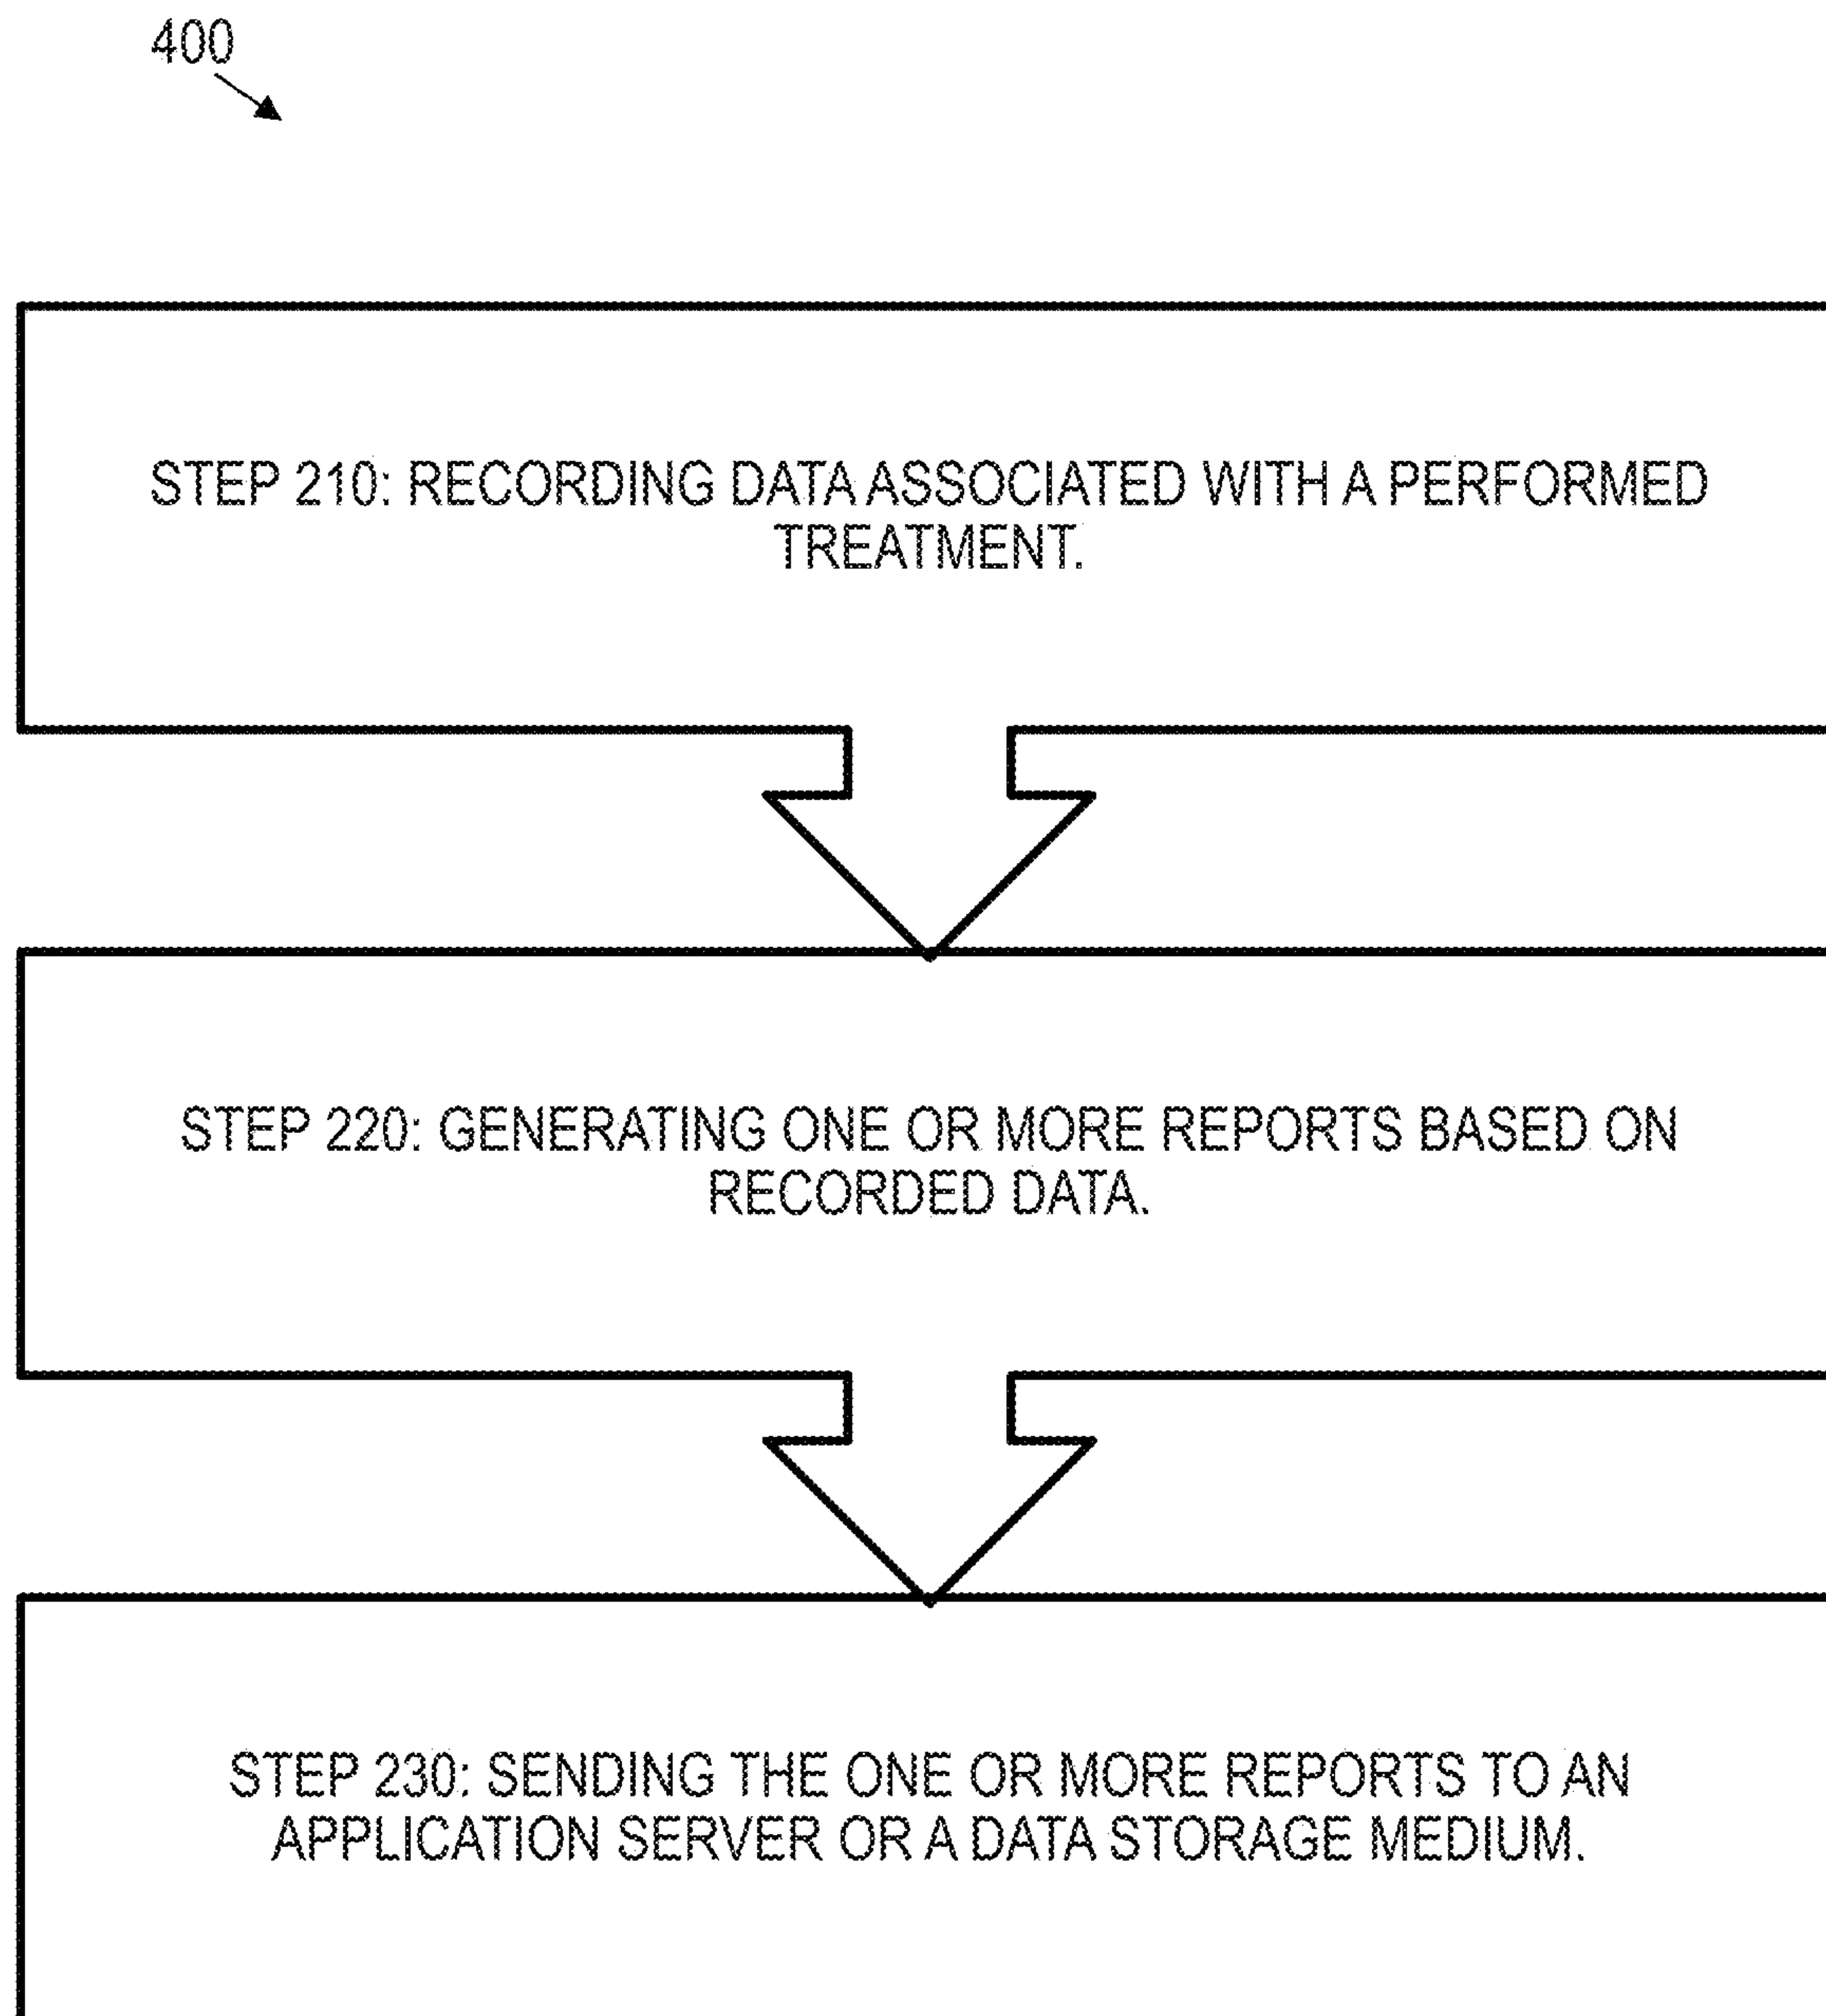 400
STEP 210: RECORDING DATA ASSOCIATED WITH A PERFORMED
TREATMENT.
STEP 220: GENERATING ONE OR MORE REPORTS BASED ON
RECORDED DATA.
STEP 230: SENDING THE ONE OR MORE REPORTS TO AN
APPLICATION SERVER OR A DATA STORAGE MEDIUM.